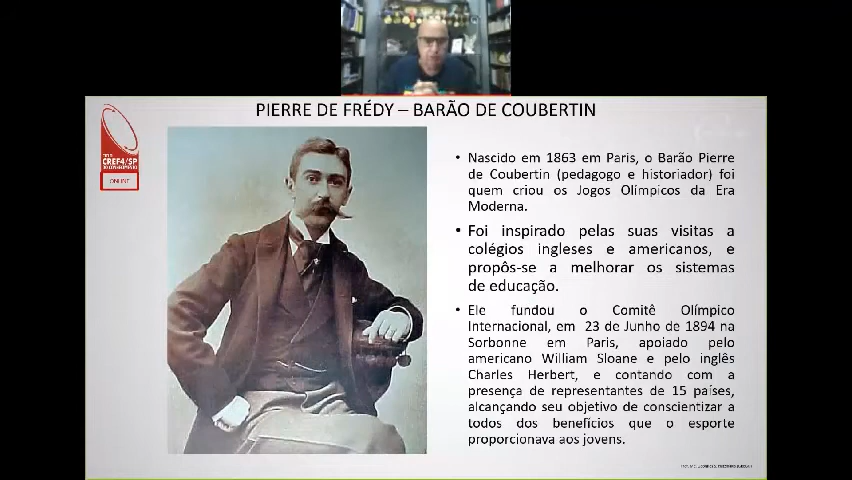 PIERRE DE FRÉDY – BARÃO DE COUBERTIN
CREF4/SP
DO CONHECIMENTO
ONLINE
• Nascido em 1863 em Paris, o Barão Pierre
de Coubertin (pedagogo e historiador) foi
quem criou os Jogos Olímpicos da Era
Moderna.
• Foi inspirado pelas suas visitas a
colégios ingleses e americanos, e
propôs-se a melhorar os sistemas
de educação.
• Ele fundou o Comitê Olímpico
Internacional, em 23 de Junho de 1894 na
Sorbonne em Paris, apoiado pelo
americano William Sloane e pelo inglês
Charles Herbert, e contando com a
presença de representantes de 15 países,
alcançando seu objetivo de conscientizar a
todos dos benefícios que o esporte
proporcionava aos jovens.